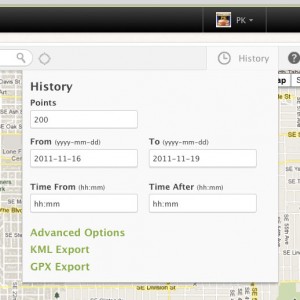 PK
History
ap
S
History
Points
200
From (yyyy-mm-dd)
To (yyyy-mm-dd)
2011-11-16
2011-11-19
Time From (hh:mm)
Time After (hh:mm)
hh:mm
hh:mm
Advanced Options
KML Export
GPX Export